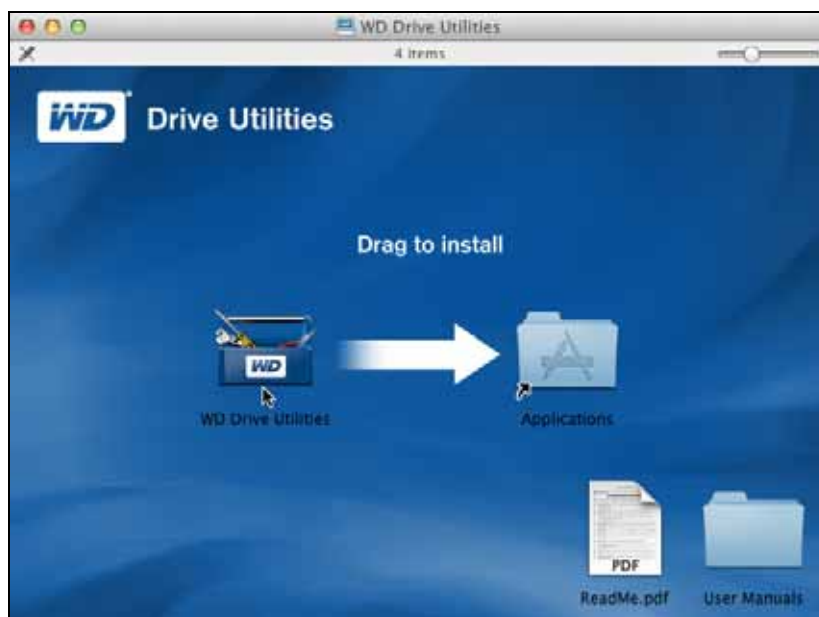 WD Drive Utilities
4 items
WD Drive Utilities
Drag to install
WD
WD Drive Utilities
Applications
PDF
ReadMe.pdf
User Manuals